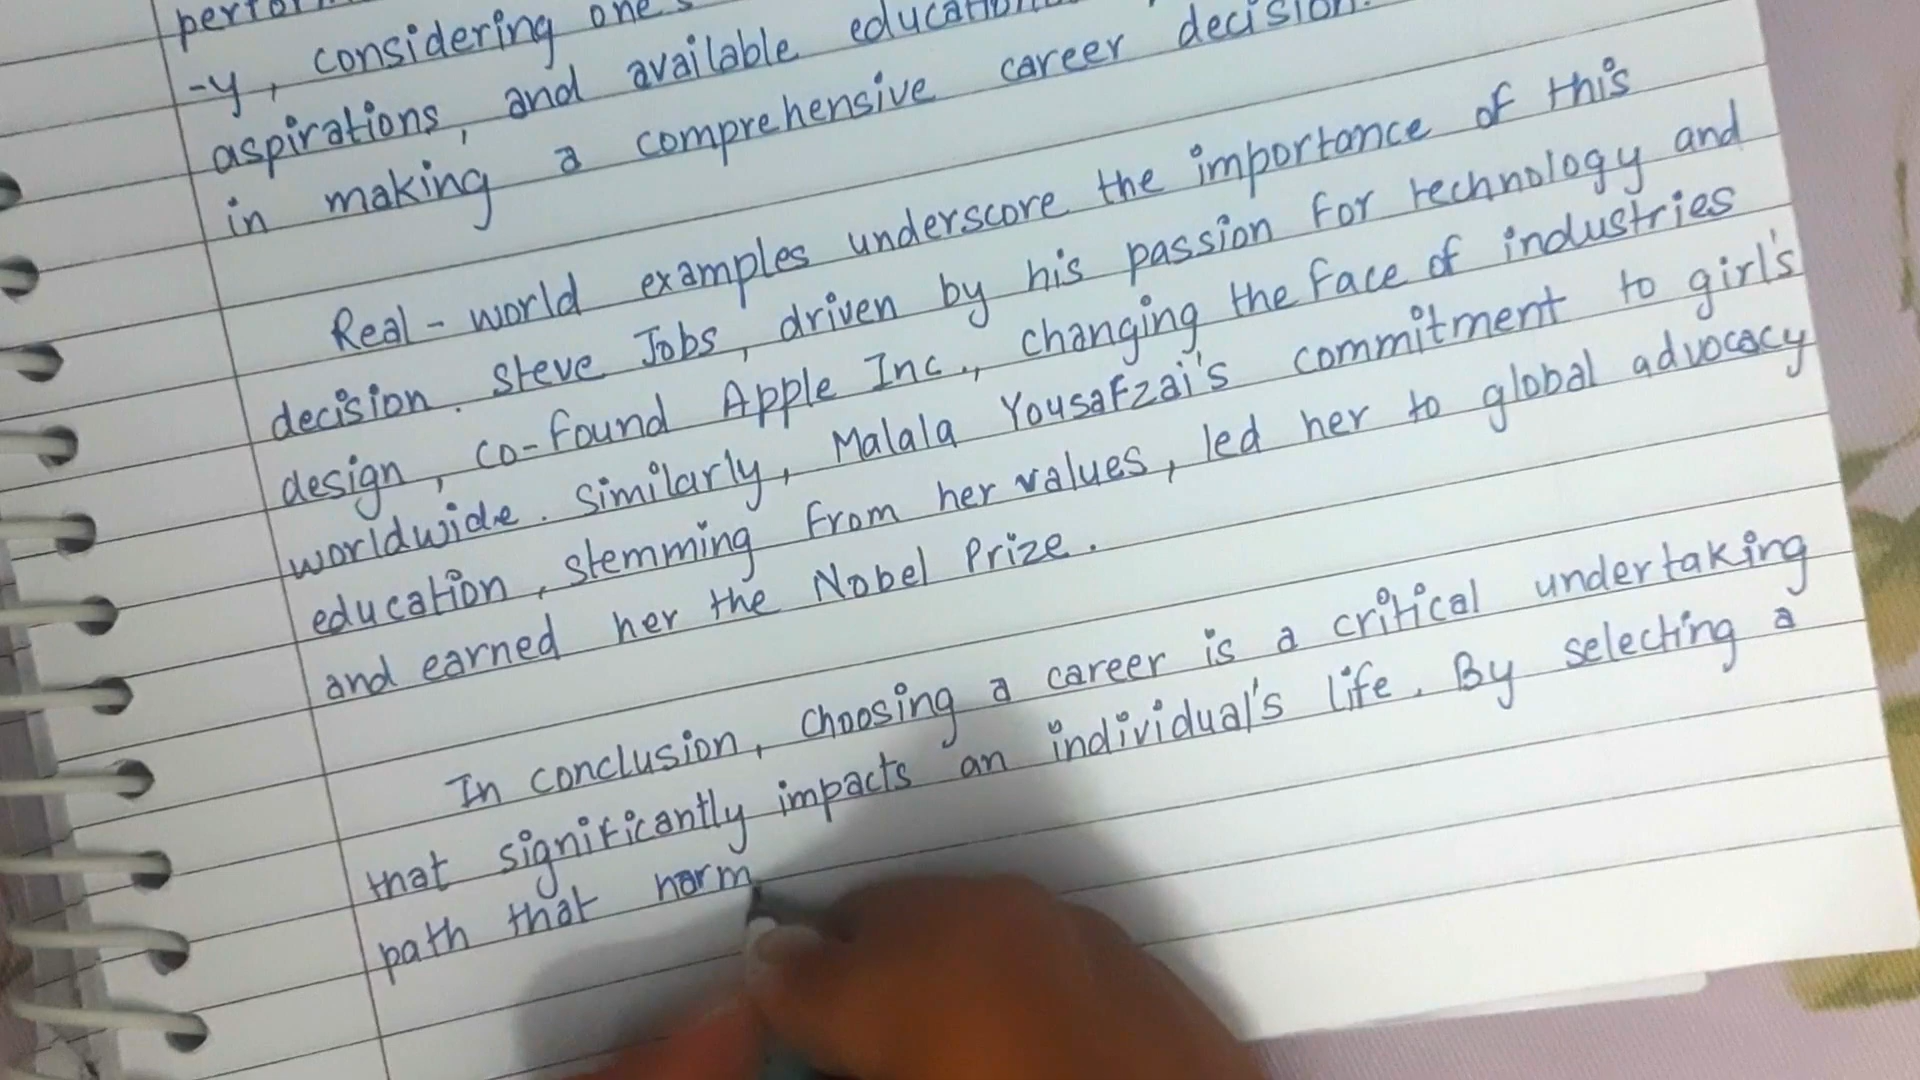 -y, considering one's
aspirations, and available
in making a comprehensive career decision.
Real-world examples underscore the importance of this
decision. Steve Jobs, driven by his passion for technology and
design, co-found Apple Inc., changing the face of industries
worldwide. Similarly, Malala Yousafzai's commitment to girl's
education, stemming from her values, led her to global advocacy
and earned her the Nobel Prize.
In conclusion, choosing a career is a critical undertaking
that significantly impacts an individual's life. By selecting a
path that harm